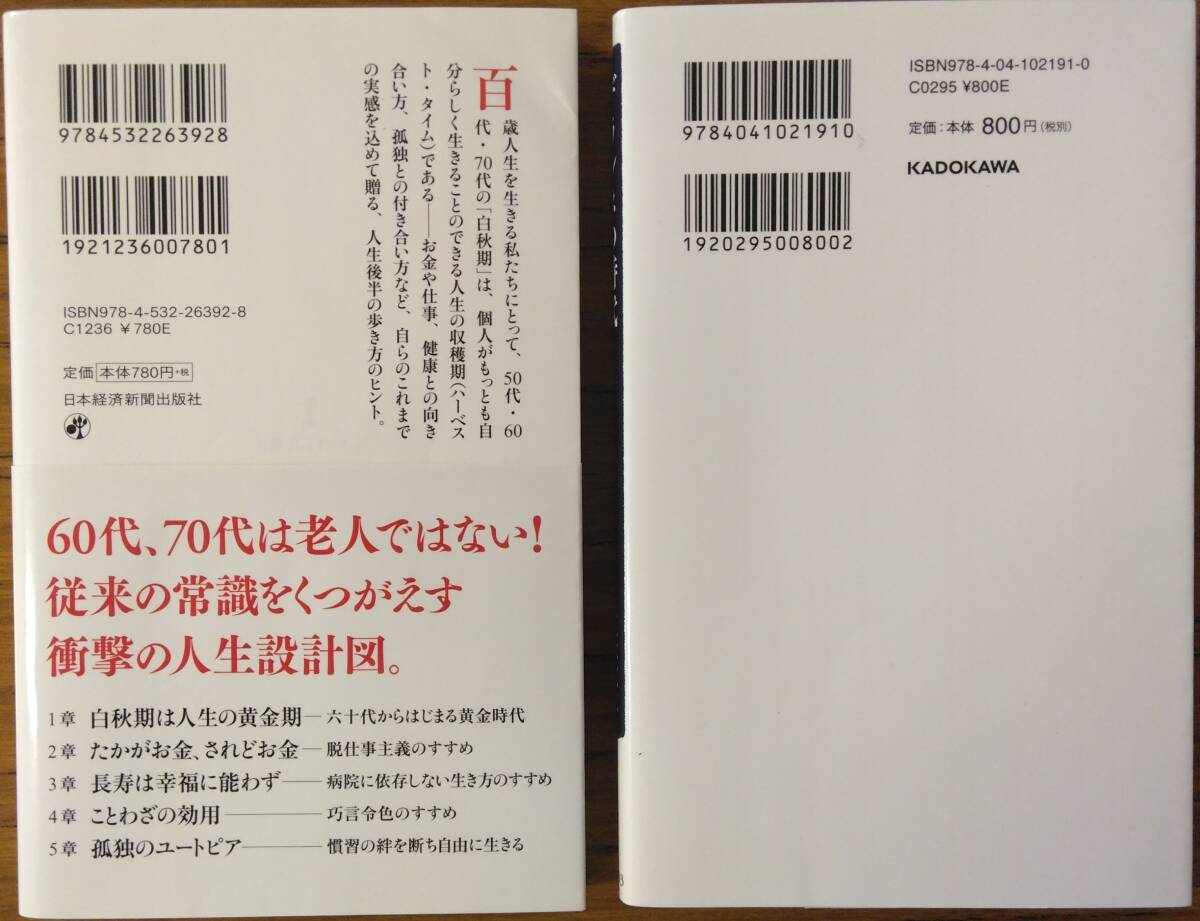 9784532263928
1921236007801
ISBN978-4-532-26392-8
C1236 ¥780E
定価 本体780円+税
日本経済新聞出版社
百歳人生を生きる私たちにとって、50代・60
代・70代の「白秋期」は、個人がもっとも自
分らしく生きることのできる人生の収穫期(ハーベス
ト・タイム)である――お金や仕事、健康との向き
合い方、孤独との付き合い方など、自らのこれまで
の実感を込めて贈る、人生後半の歩き方のヒント。
60代、70代は老人ではない!
従来の常識をくつがえす
衝撃の人生設計図。
1章 白秋期は人生の黄金期―六十代からはじまる黄金時代
2章 たかがお金、されどお金―脱仕事主義のすすめ
3章 長寿は幸福に能わず――病院に依存しない生き方のすすめ
4章 ことわざの効用――――巧言令色のすすめ
5章 孤独のユートピア―――慣習の絆を断ち自由に生きる
9784041021910
1920295008002
ISBN978-4-04-102191-0
C0295 ¥800E
定価:本体 800円(税別)
KADOKAWA